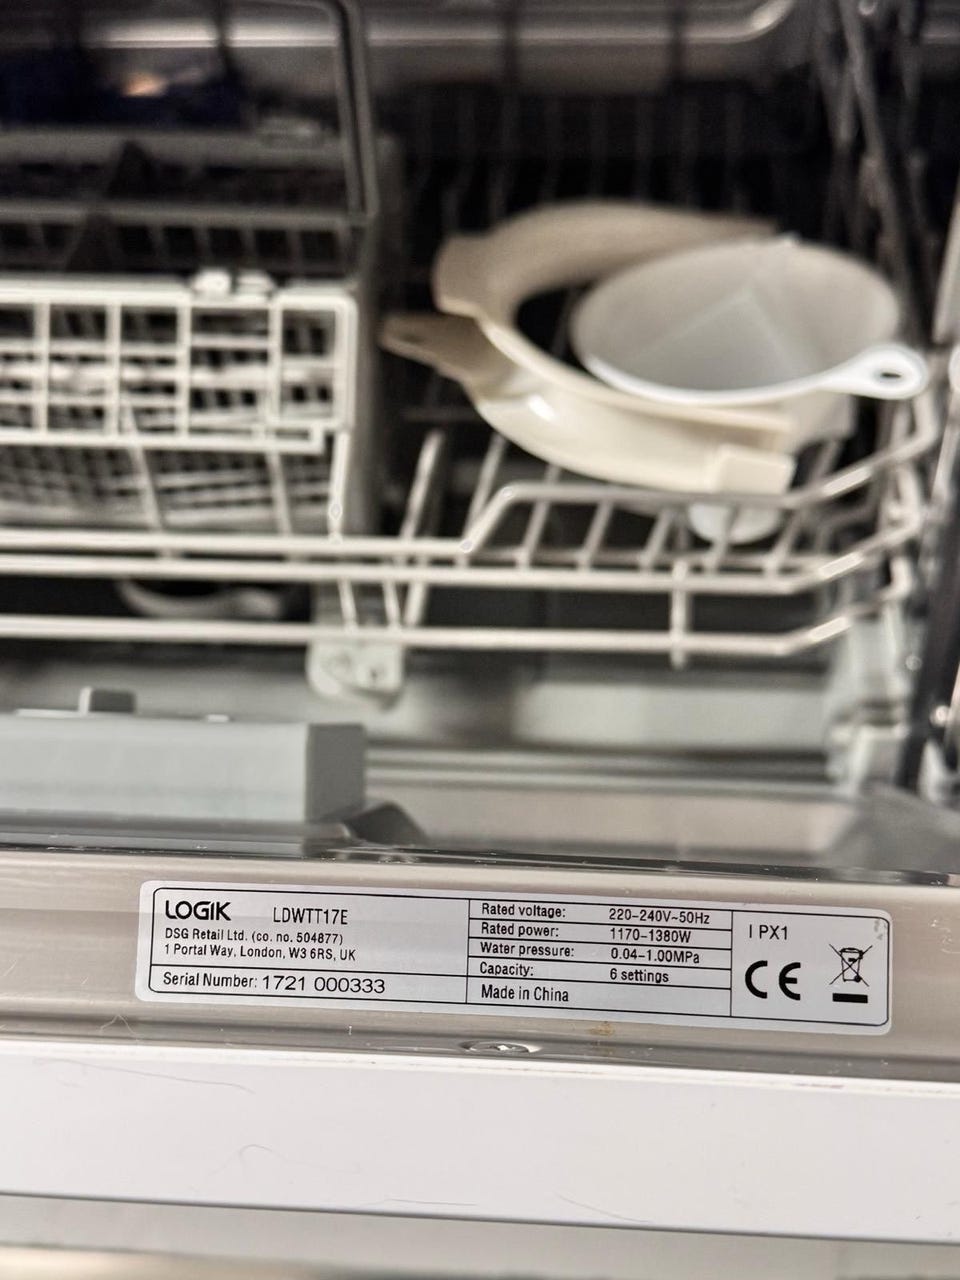 LOGIK LDWTT17E
DSG Retail Ltd. (co. no. 504877)
1 Portal Way, London, W3 6RS, UK
Serial Number: 1721 000333
Rated voltage: 220-240V~50Hz
Rated power: 1170-1380W
Water pressure: 0.04-1.00MPa
Capacity: 6 settings
Made in China
IPX1
CE